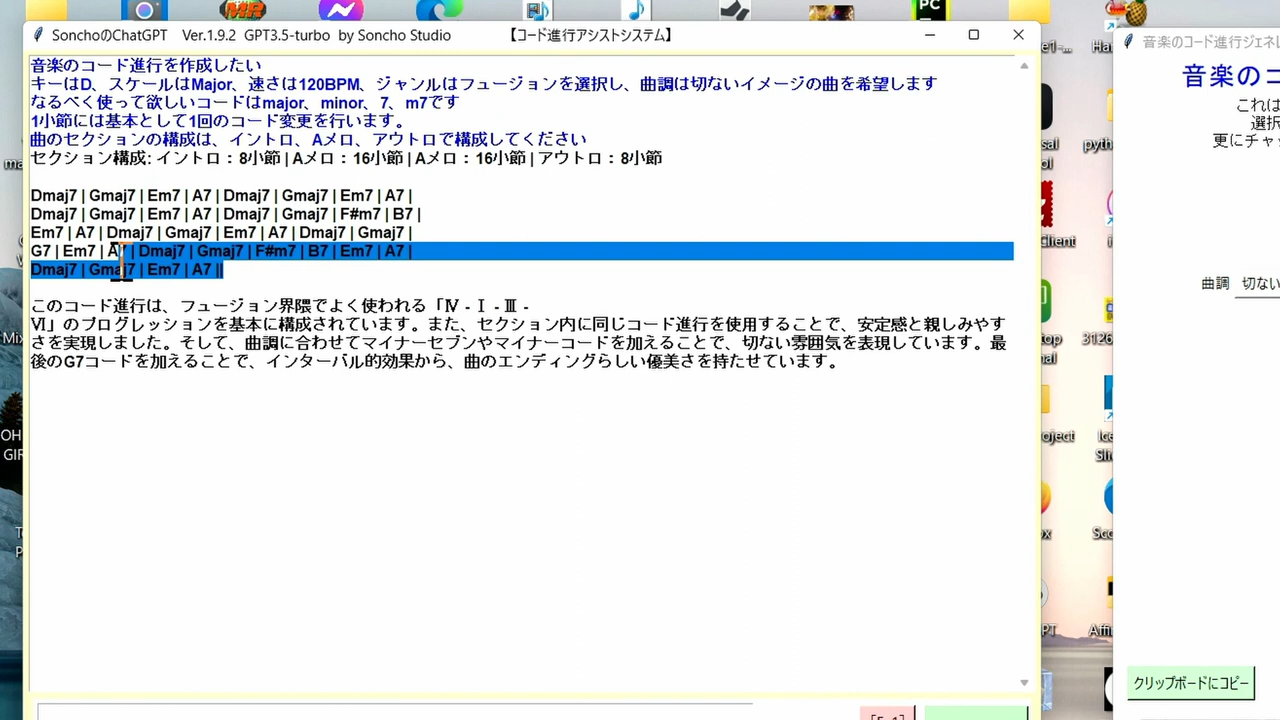 SonchoのChatGPT Ver.1.9.2 GPT3.5-turbo by Soncho Studio 【コード進行アシストシステム】
音楽のコード進行を作成したい
キーはD、スケールはMajor、速さは120BPM、ジャンルはフュージョンを選択し、曲調は切ないイメージの曲を希望します
なるべく使って欲しいコードはmajor、minor、7、m7です
1小節には基本として1回のコード変更を行います。
曲のセクションの構成は、イントロ、Aメロ、アウトロで構成してください
セクション構成: イントロ：8小節 | Aメロ：16小節 | Aメロ：16小節 | アウトロ：8小節
Dmaj7 | Gmaj7 | Em7 | A7 | Dmaj7 | Gmaj7 | Em7 | A7 |
Dmaj7 | Gmaj7 | Em7 | A7 | Dmaj7 | Gmaj7 | F#m7 | B7 |
Em7 | A7 | Dmaj7 | Gmaj7 | Em7 | A7 | Dmaj7 | Gmaj7 |
G7 | Em7 | A7 | Dmaj7 | Gmaj7 | F#m7 | B7 | Em7 | A7 |
Dmaj7 | Gmaj7 | Em7 | A7 ||
このコード進行は、フュージョン界隈でよく使われる「Ⅳ - Ⅰ - Ⅲ -
Ⅵ」のプログレッションを基本に構成されています。また、セクション内に同じコード進行を使用することで、安定感と親しみやす
さを実現しました。そして、曲調に合わせてマイナーセブンやマイナーコードを加えることで、切ない雰囲気を表現しています。最
後のG7コードを加えることで、インターバル的効果から、曲のエンディングらしい優美さを持たせています。
音楽のコード進行ジェネレ
音楽のコ
これは
選択
更にチャッ
曲調 切ない
クリップボードにコピー
MR
PC
pyth
Client
3126
oject
OH
GIR
Mix
PT
Affi